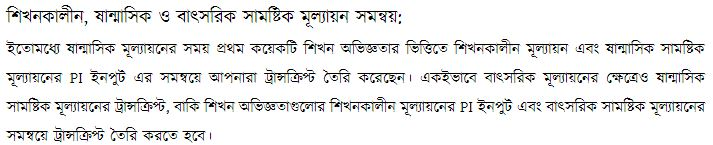 শিখনকালীন, ষান্মাসিক ও বাৎসরিক সামষ্টিক মূল্যায়ন সমন্বয়:
ইতোমধ্যে ষান্মাসিক মূল্যায়নের সময় প্রথম কয়েকটি শিখন অভিজ্ঞতার ভিত্তিতে শিখনকালীন মূল্যায়ন এবং ষান্মাসিক সামষ্টিক
মূল্যায়নের PI ইনপুট এর সমন্বয়ে আপনারা ট্রান্সক্রিপ্ট তৈরি করেছেন। একইভাবে বাৎসরিক মূল্যায়নের ক্ষেত্রেও ষান্মাসিক
সামষ্টিক মূল্যায়নের ট্রান্সক্রিপ্ট, বাকি শিখন অভিজ্ঞতাগুলোর শিখনকালীন মূল্যায়নের PI ইনপুট এবং বাৎসরিক সামষ্টিক মূল্যায়নের
সমন্বয়ে ট্রান্সক্রিপ্ট তৈরি করতে হবে।